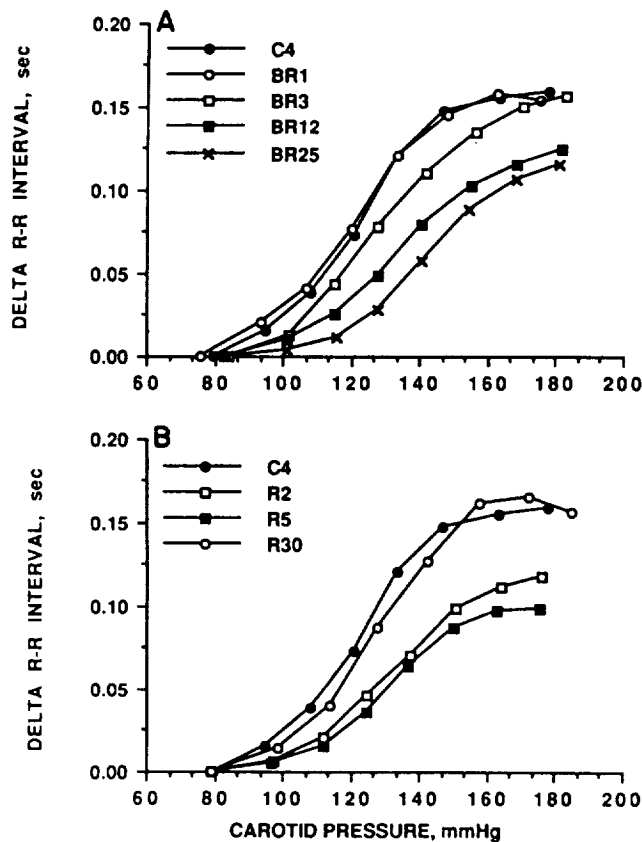 A
C4
BR1
BR3
BR12
BR25
DELTA R-R INTERVAL, sec
0.20
0.15
0.10
0.05
0.00
60 80 100 120 140 160 180 200
B
C4
R2
R5
R30
DELTA R-R INTERVAL, sec
0.20
0.15
0.10
0.05
0.00
60 80 100 120 140 160 180 200
CAROTID PRESSURE, mmHg